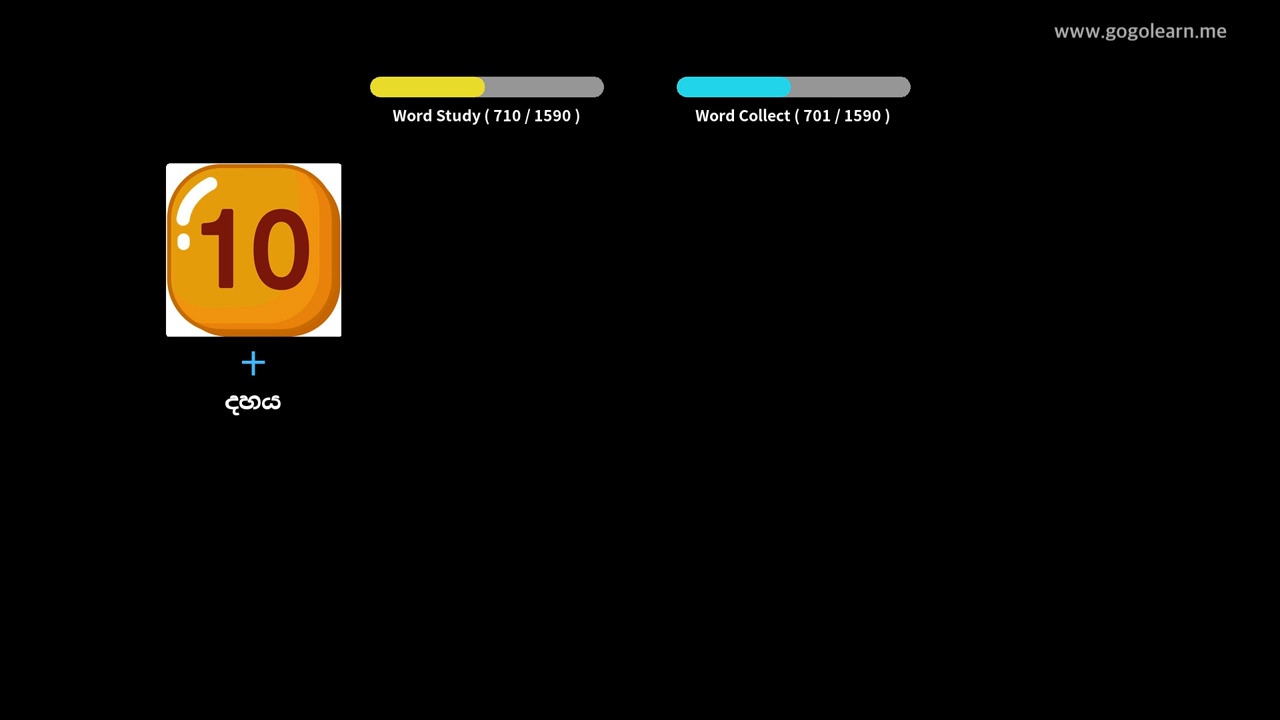 www.gogolearn.me
Word Study ( 710 / 1590 )
Word Collect ( 701 / 1590 )
10
+
දහය